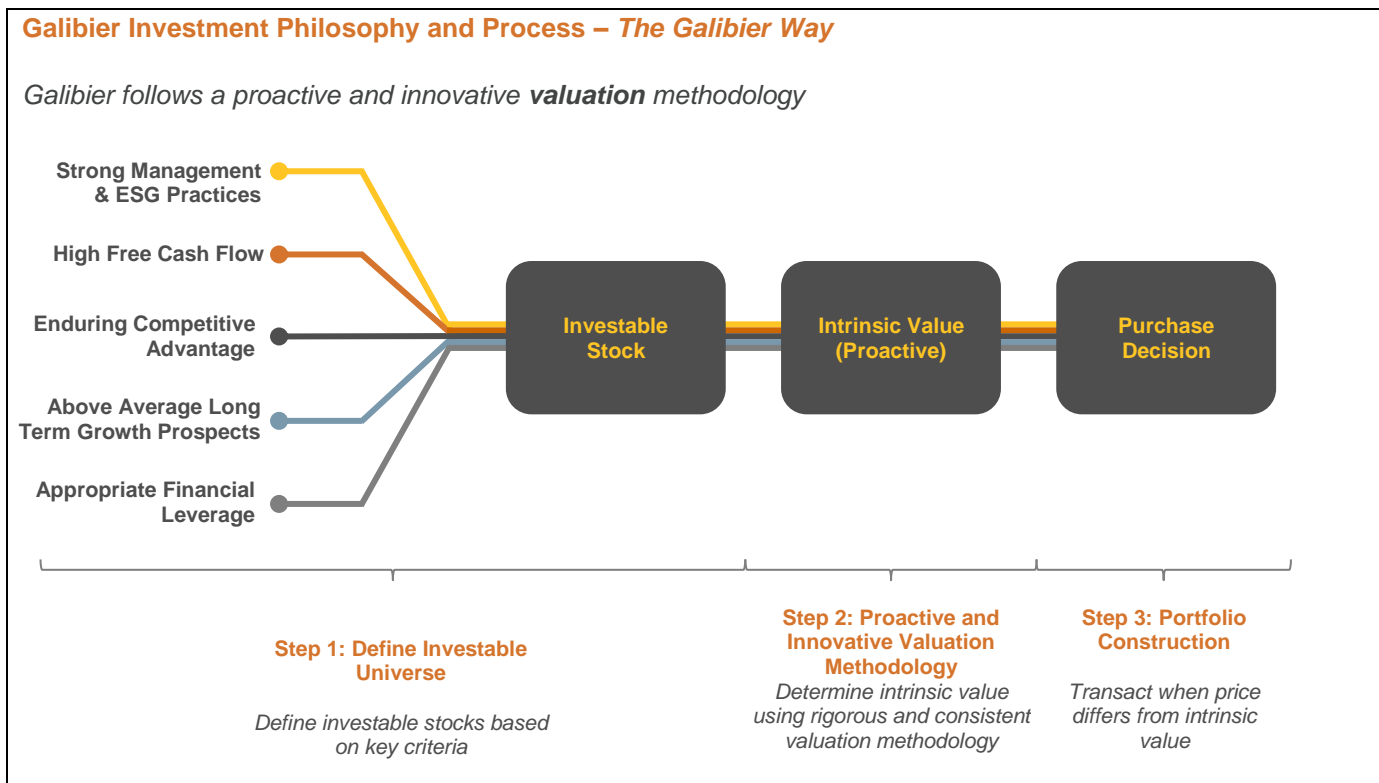 Galibier Investment Philosophy and Process – The Galibier Way
Galibier follows a proactive and innovative valuation methodology
Strong Management
& ESG Practices
High Free Cash Flow
Enduring Competitive
Advantage
Above Average Long
Term Growth Prospects
Appropriate Financial
Leverage
Investable
Stock
Intrinsic Value
(Proactive)
Purchase
Decision
Step 1: Define Investable
Universe
Define investable stocks based
on key criteria
Step 2: Proactive and
Innovative Valuation
Methodology
Determine intrinsic value
using rigorous and consistent
valuation methodology
Step 3: Portfolio
Construction
Transact when price
differs from intrinsic
value